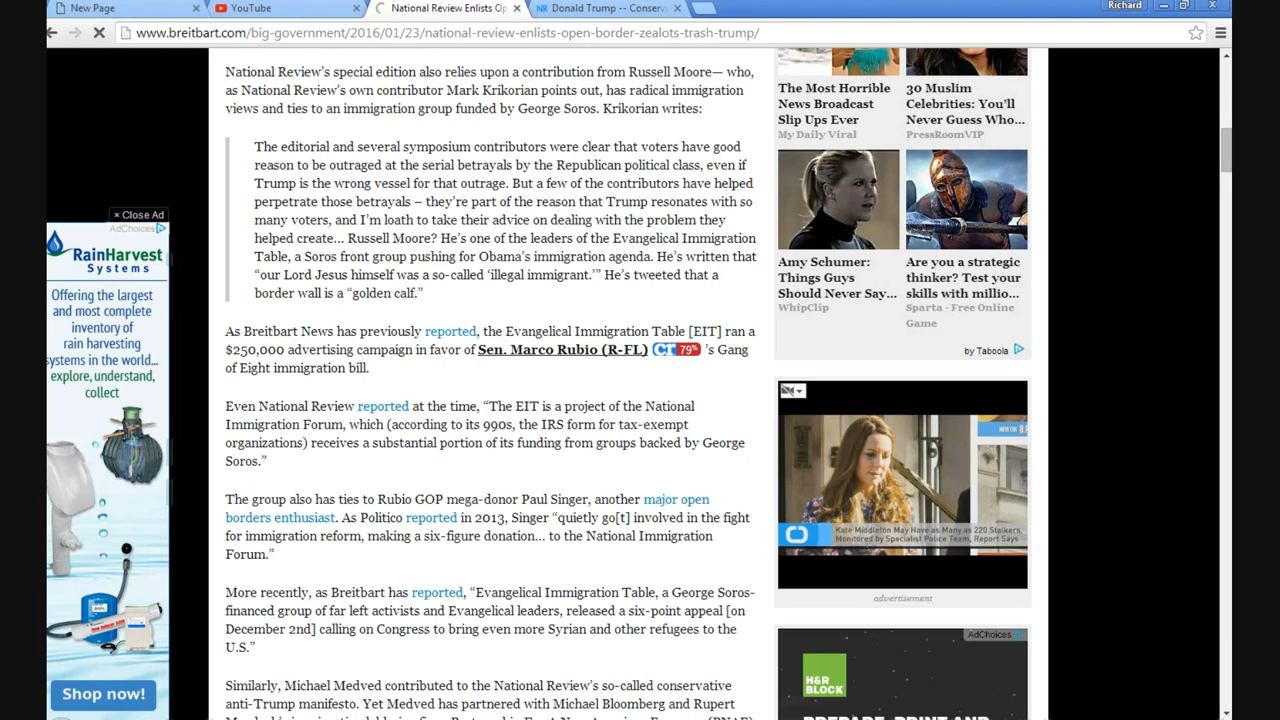 New Page
YouTube
National Review Enlists Op
Donald Trump -- Conserv
Richard
www.breitbart.com/big-government/2016/01/23/national-review-enlists-open-border-zealots-trash-trump/
National Review's special edition also relies upon a contribution from Russell Moore— who,
as National Review's own contributor Mark Krikorian points out, has radical immigration
views and ties to an immigration group funded by George Soros. Krikorian writes:
The editorial and several symposium contributors were clear that voters have good
reason to be outraged at the serial betrayals by the Republican political class, even if
Trump is the wrong vessel for that outrage. But a few of the contributors have helped
perpetrate those betrayals – they're part of the reason that Trump resonates with so
many voters, and I'm loath to take their advice on dealing with the problem they
helped create… Russell Moore? He's one of the leaders of the Evangelical Immigration
Table, a Soros front group pushing for Obama's immigration agenda. He's written that
"our Lord Jesus himself was a so-called 'illegal immigrant.'" He's tweeted that a
border wall is a "golden calf."
As Breitbart News has previously reported, the Evangelical Immigration Table [EIT] ran a
$250,000 advertising campaign in favor of Sen. Marco Rubio (R-FL) CT 79% 's Gang
of Eight immigration bill.
Even National Review reported at the time, "The EIT is a project of the National
Immigration Forum, which (according to its 990s, the IRS form for tax-exempt
organizations) receives a substantial portion of its funding from groups backed by George
Soros."
The group also has ties to Rubio GOP mega-donor Paul Singer, another major open
borders enthusiast. As Politico reported in 2013, Singer "quietly go[t] involved in the fight
for immigration reform, making a six-figure donation… to the National Immigration
Forum."
More recently, as Breitbart has reported, "Evangelical Immigration Table, a George Soros-
financed group of far left activists and Evangelical leaders, released a six-point appeal [on
December 2nd] calling on Congress to bring even more Syrian and other refugees to the
U.S."
Similarly, Michael Medved contributed to the National Review's so-called conservative
anti-Trump manifesto. Yet Medved has partnered with Michael Bloomberg and Rupert
× Close Ad
AdChoices
RainHarvest
Systems
Offering the largest
and most complete
inventory of
rain harvesting
systems in the world...
explore, understand,
collect
Shop now!
The Most Horrible
News Broadcast
Slip Ups Ever
My Daily Viral
30 Muslim
Celebrities: You'll
Never Guess Who...
PressRoomVIP
Amy Schumer:
Things Guys
Should Never Say...
WhipClip
Are you a strategic
thinker? Test your
skills with millio...
Sparta - Free Online
Game
by Taboola
Kate Middleton May Have as Many as 220 Stalkers,
Monitored by Specialist Police Team, Report Says
advertisement
AdChoices
H&R
BLOCK
PREPARE, PRINT AND